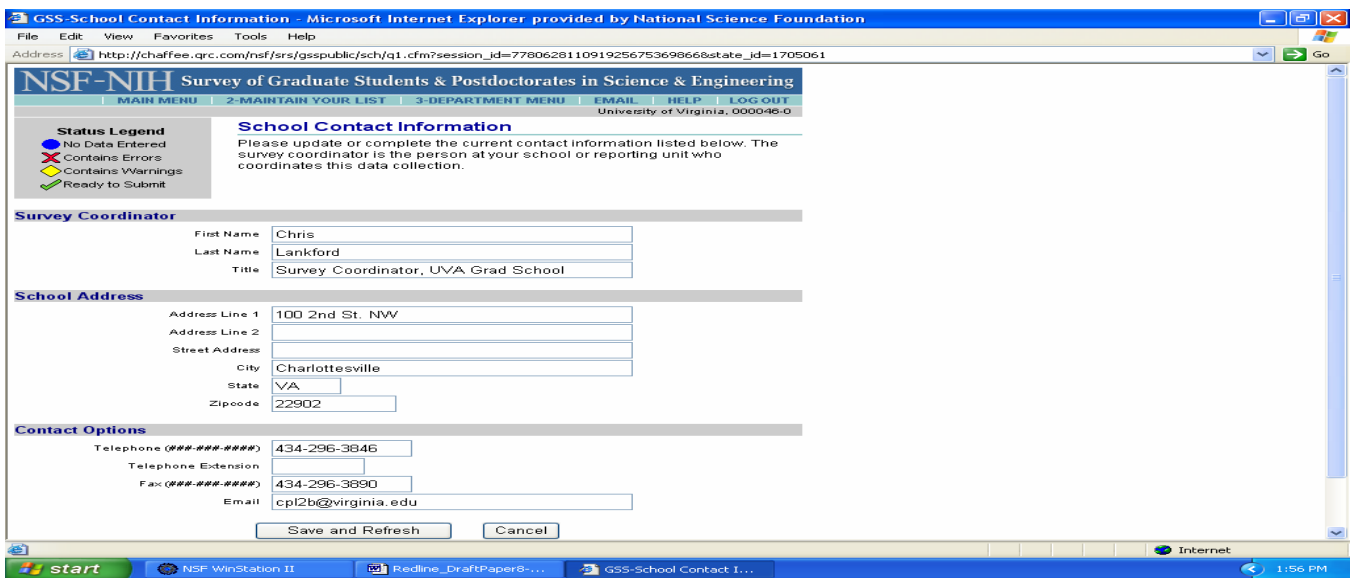 GSS-School Contact Information - Microsoft Internet Explorer provided by National Science Foundation
File Edit View Favorites Tools Help
Address http://chaffee.qrc.com/nsf/srs/gsspublic/sch/q1.cfm?session_id=7780628110919256753698668&state_id=1705061 Go
NSF-NIH Survey of Graduate Students & Postdoctorates in Science & Engineering
MAIN MENU | 2-MAINTAIN YOUR LIST | 3-DEPARTMENT MENU | EMAIL | HELP | LOG OUT
University of Virginia, 000046-0
Status Legend
No Data Entered
Contains Errors
Contains Warnings
Ready to Submit
School Contact Information
Please update or complete the current contact information listed below. The
survey coordinator is the person at your school or reporting unit who
coordinates this data collection.
Survey Coordinator
First Name Chris
Last Name Lankford
Title Survey Coordinator, UVA Grad School
School Address
Address Line 1 100 2nd St. NW
Address Line 2
Street Address
City Charlottesville
State VA
Zipcode 22902
Contact Options
Telephone (###-###-####) 434-296-3846
Telephone Extension
Fax (###-###-####) 434-296-3890
Email cpl2b@virginia.edu
Save and Refresh Cancel
Internet
start NSF WinStation II Redline_DraftPaper8-... GSS-School Contact I... 1:56 PM